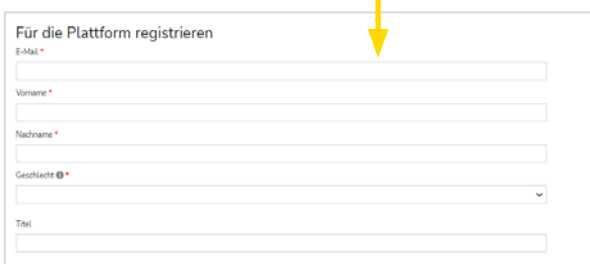 Für die Plattform registrieren
E-Mail *
Vorname *
Nachname *
Geschlecht *
Titel